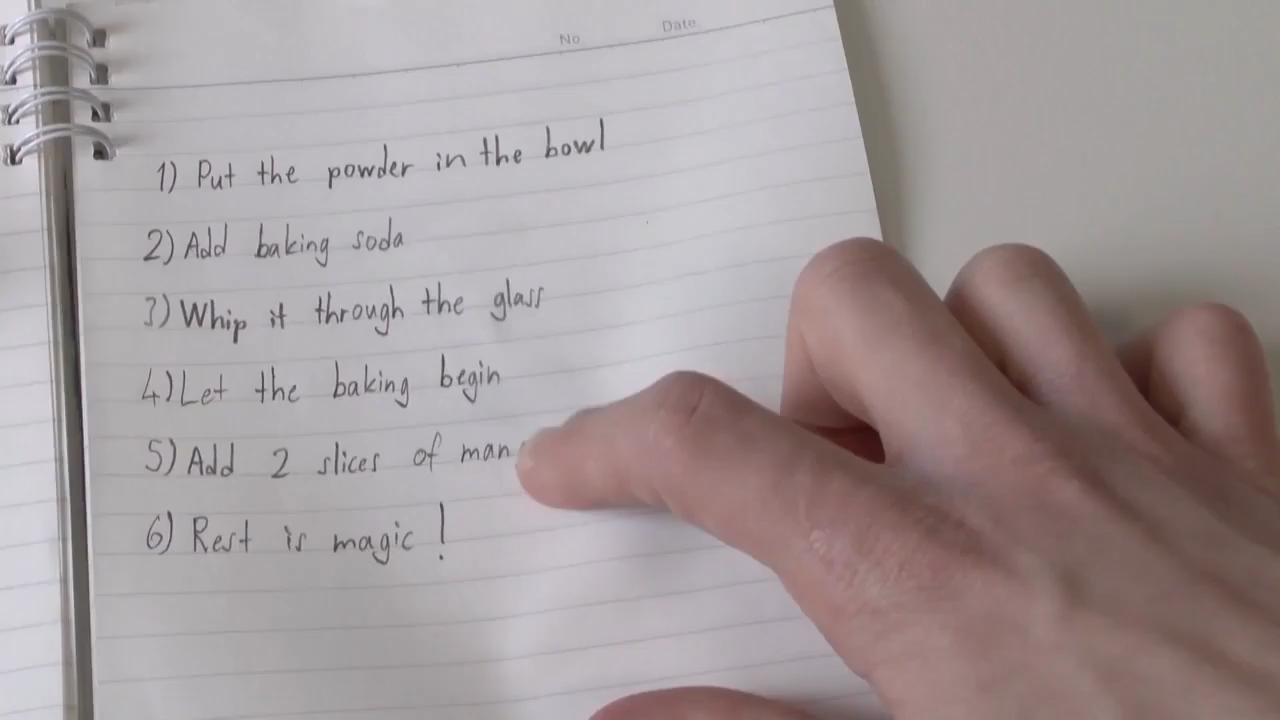 No Date
1) Put the powder in the bowl
2) Add baking soda
3) Whip it through the glass
4) Let the baking begin
5) Add 2 slices of
6) Rest is magic!